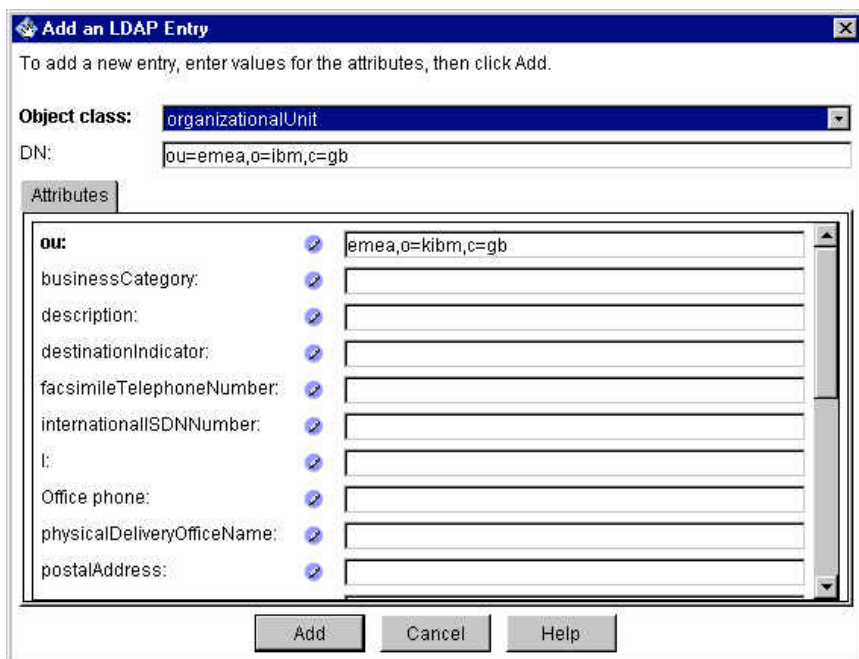 Add an LDAP Entry
To add a new entry, enter values for the attributes, then click Add.
Object class: organizationalUnit
DN: ou=emea,o=ibm,c=gb
Attributes
ou: emea,o=kibm,c=gb
businessCategory:
description:
destinationIndicator:
facsimileTelephoneNumber:
internationalISDNNumber:
l:
Office phone:
physicalDeliveryOfficeName:
postalAddress:
Add Cancel Help